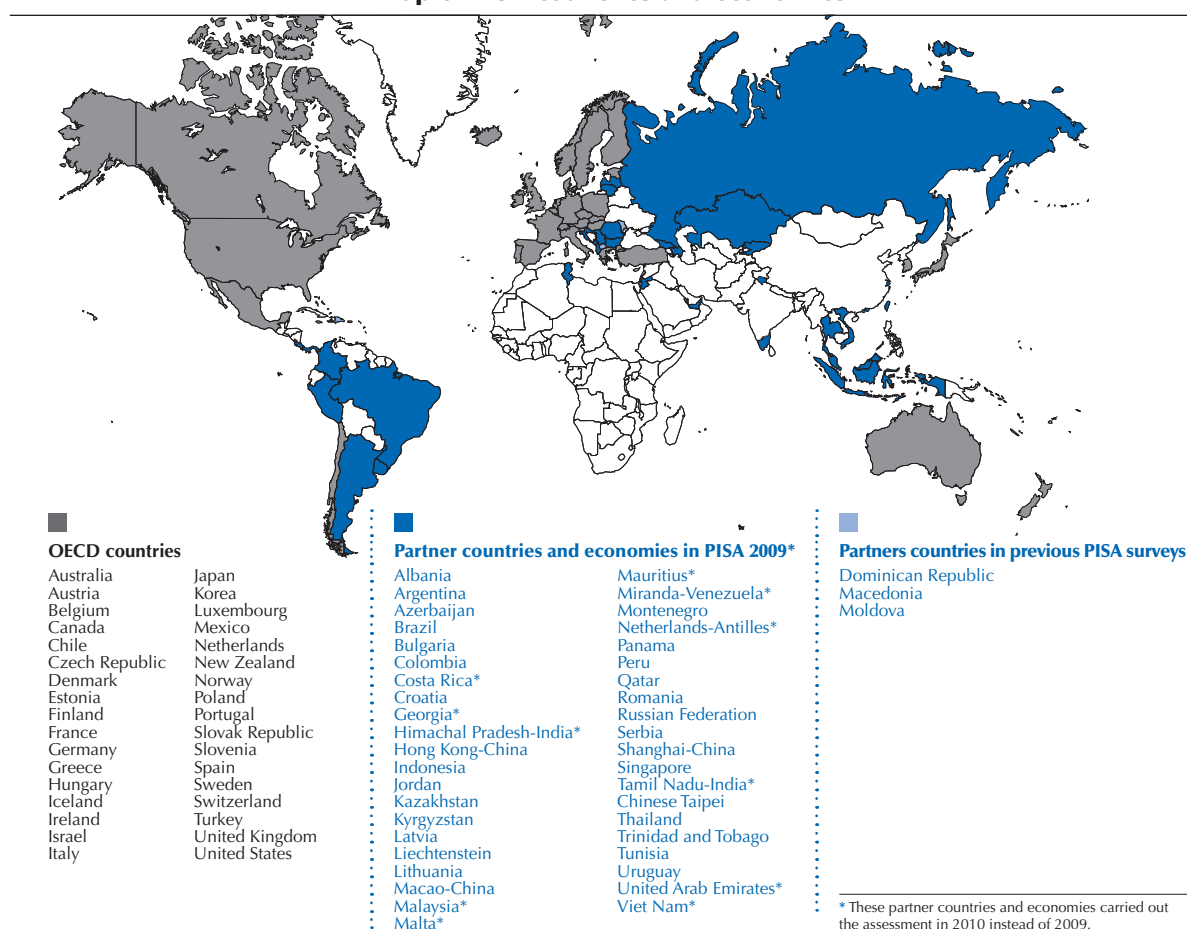 OECD countries
Australia
Austria
Belgium
Canada
Chile
Czech Republic
Denmark
Estonia
Finland
France
Germany
Greece
Hungary
Iceland
Ireland
Israel
Italy
Japan
Korea
Luxembourg
Mexico
Netherlands
New Zealand
Norway
Poland
Portugal
Slovak Republic
Slovenia
Spain
Sweden
Switzerland
Turkey
United Kingdom
United States
Partner countries and economies in PISA 2009*
Albania
Argentina
Azerbaijan
Brazil
Bulgaria
Colombia
Costa Rica*
Croatia
Georgia*
Himachal Pradesh-India*
Hong Kong-China
Indonesia
Jordan
Kazakhstan
Kyrgyzstan
Latvia
Liechtenstein
Lithuania
Macao-China
Malaysia*
Malta*
Mauritius*
Miranda-Venezuela*
Montenegro
Netherlands-Antilles*
Panama
Peru
Qatar
Romania
Russian Federation
Serbia
Shanghai-China
Singapore
Tamil Nadu-India*
Chinese Taipei
Thailand
Trinidad and Tobago
Tunisia
Uruguay
United Arab Emirates*
Viet Nam*
Partners countries in previous PISA surveys
Dominican Republic
Macedonia
Moldova
* These partner countries and economies carried out
the assessment in 2010 instead of 2009.